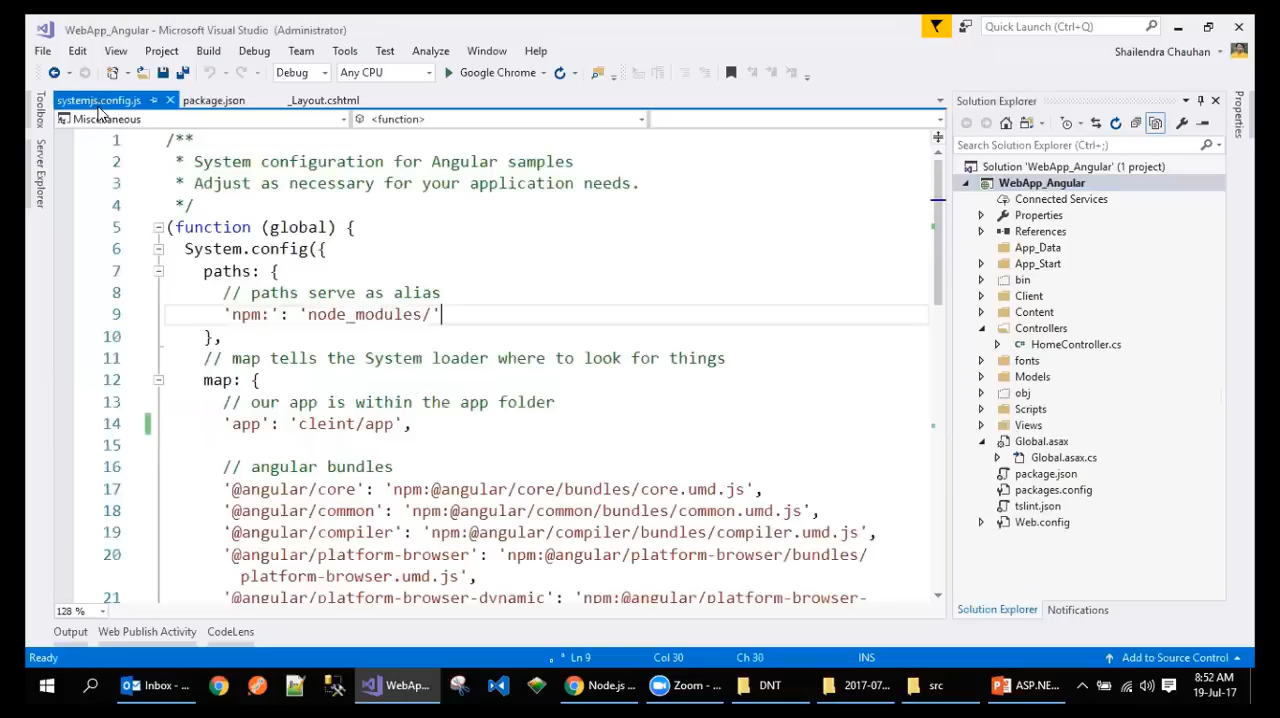 WebApp_Angular - Microsoft Visual Studio (Administrator)
Quick Launch (Ctrl+Q)
File Edit View Project Build Debug Team Tools Test Analyze Window Help
Shailendra Chauhan
Debug Any CPU Google Chrome
systemjs.config.js package.json _Layout.cshtml
Miscellaneous <function>
Toolbox
Server Explorer
1 /**
2 * System configuration for Angular samples
3 * Adjust as necessary for your application needs.
4 */
5 (function (global) {
6 System.config({
7 paths: {
8 // paths serve as alias
9 'npm:': 'node_modules/'
10 },
11 // map tells the System loader where to look for things
12 map: {
13 // our app is within the app folder
14 'app': 'cleint/app',
15
16 // angular bundles
17 '@angular/core': 'npm:@angular/core/bundles/core.umd.js',
18 '@angular/common': 'npm:@angular/common/bundles/common.umd.js',
19 '@angular/compiler': 'npm:@angular/compiler/bundles/compiler.umd.js',
20 '@angular/platform-browser': 'npm:@angular/platform-browser/bundles/
platform-browser.umd.js',
21 '@angular/platform-browser-dynamic': 'npm:@angular/platform-browser-
128 %
Solution Explorer
Search Solution Explorer (Ctrl+;)
Solution 'WebApp_Angular' (1 project)
WebApp_Angular
Connected Services
Properties
References
App_Data
App_Start
bin
Client
Content
Controllers
HomeController.cs
fonts
Models
obj
Scripts
Views
Global.asax
Global.asax.cs
package.json
packages.config
tslint.json
Web.config
Solution Explorer Notifications
Properties
Output Web Publish Activity CodeLens
Ready Ln 9 Col 30 Ch 30 INS Add to Source Control
Inbox - ... WebAp... Node.js ... Zoom - ... DNT 2017-07... src ASP.NE...
8:52 AM
19-Jul-17